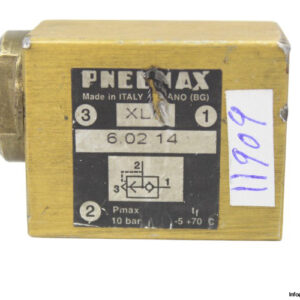 PNEUMAX
Made in ITALY
(BG)
3 XL 1
6.02 14
2
3 1
2 Pmax
10 bar -5 +70 C
11909